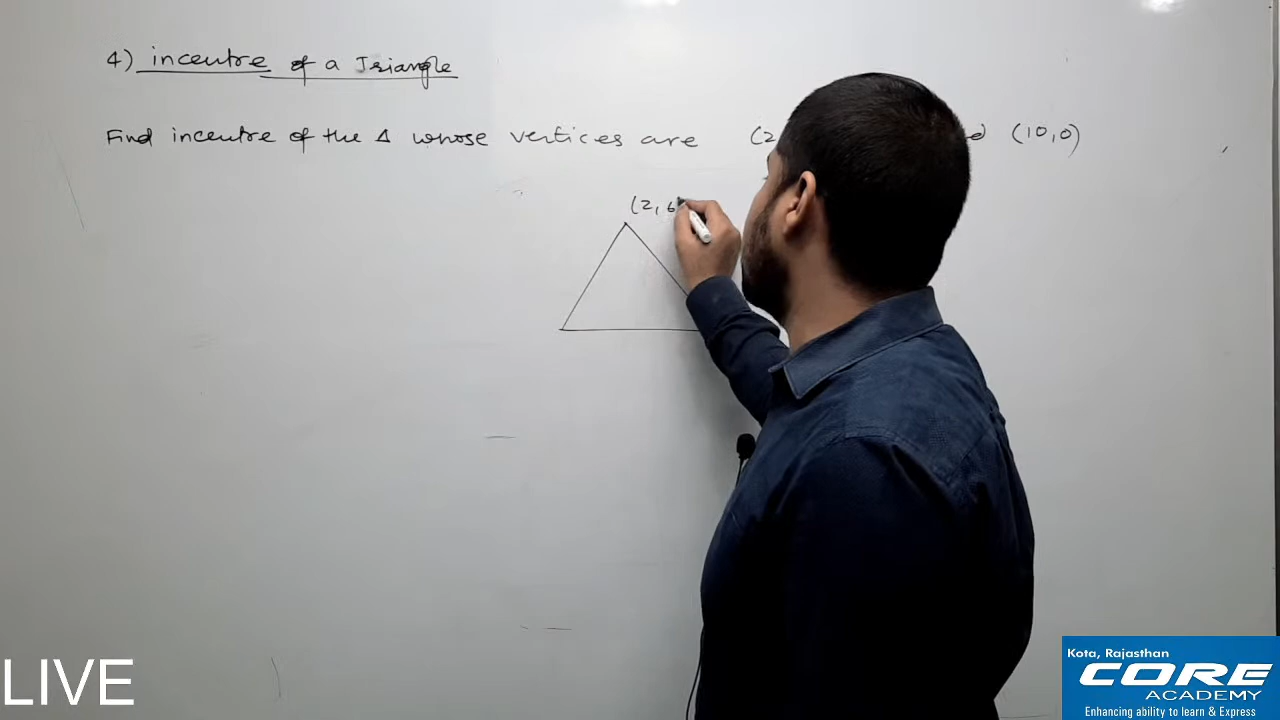 4) incentre of a Triangle
Find incentre of the Δ whose vertices are (2 (10,0)
(2, 6
LIVE
Kota, Rajasthan
CORE
ACADEMY
Enhancing ability to learn & Express